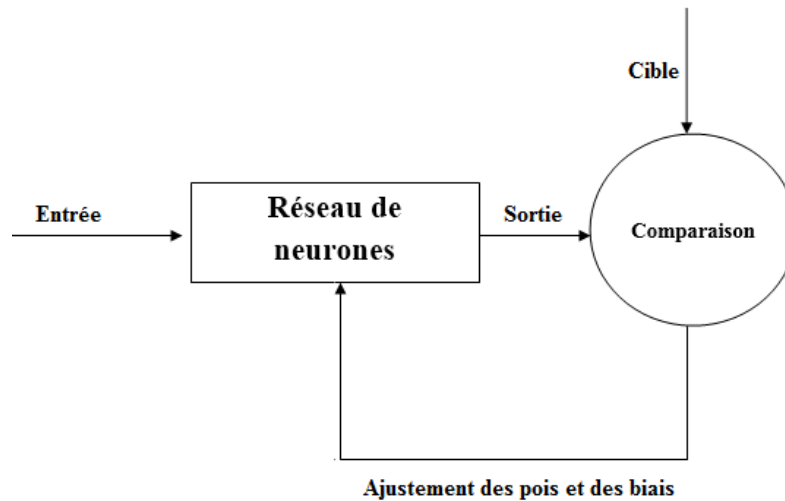 Cible
Entrée
Réseau de
neurones
Sortie
Comparaison
Ajustement des pois et des biais